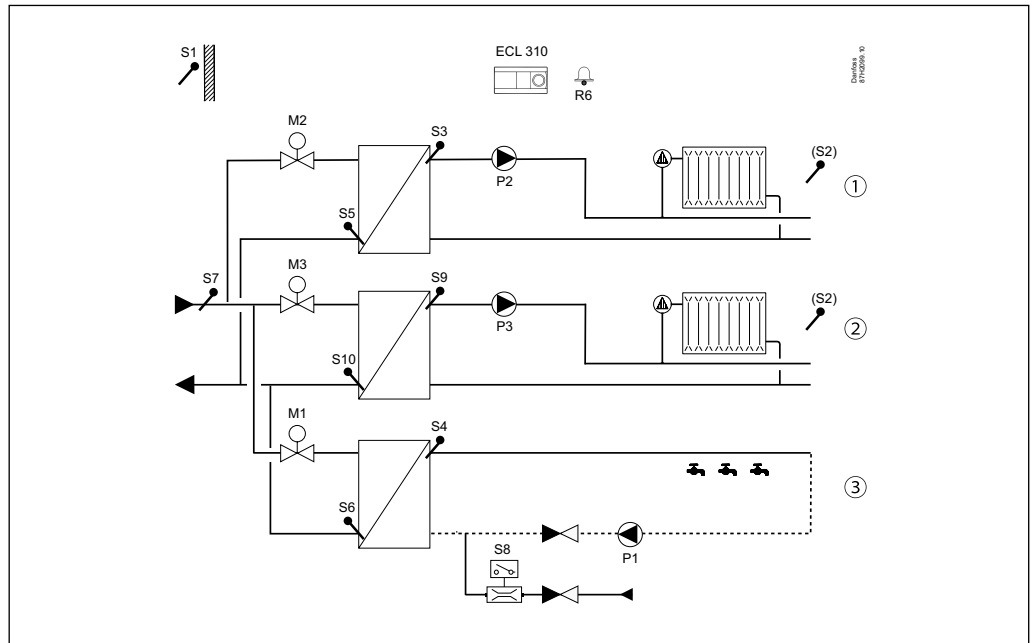 S1
ECL 310
R6
Danfoss
87H2099.10
M2
S3
P2
(S2)
1
S5
S7
M3
S9
P3
(S2)
2
S10
M1
S4
3
S6
S8
P1